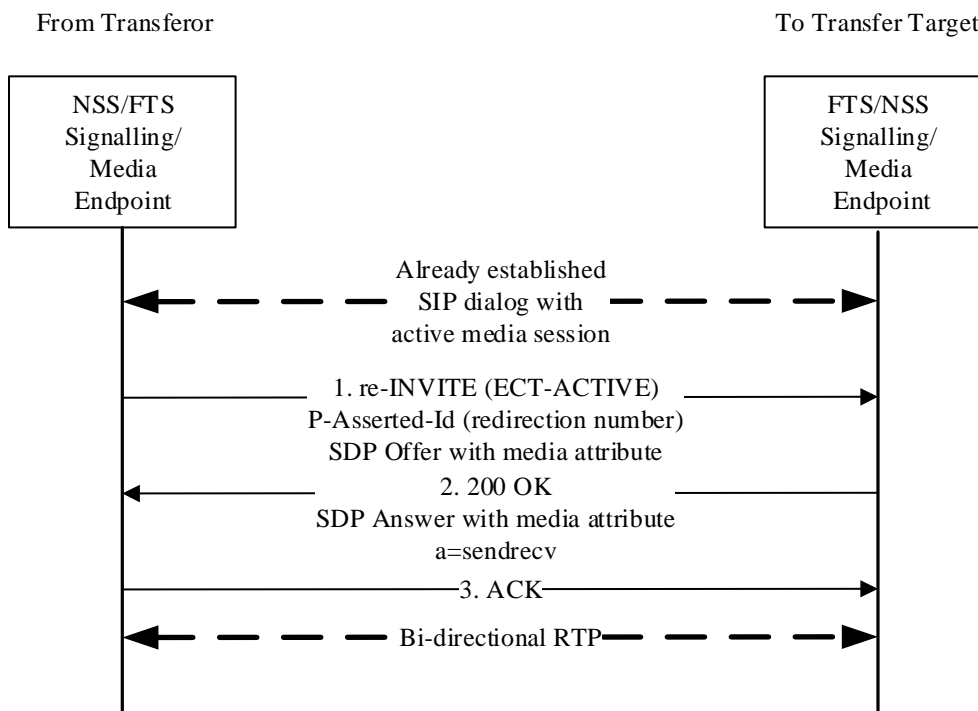 From Transferor
To Transfer Target
NSS/FTS
Signalling/
Media
Endpoint
FTS/NSS
Signalling/
Media
Endpoint
Already established
SIP dialog with
active media session
1. re-INVITE (ECT-ACTIVE)
P-Asserted-Id (redirection number)
SDP Offer with media attribute
2. 200 OK
SDP Answer with media attribute
a=sendrecv
3. ACK
Bi-directional RTP